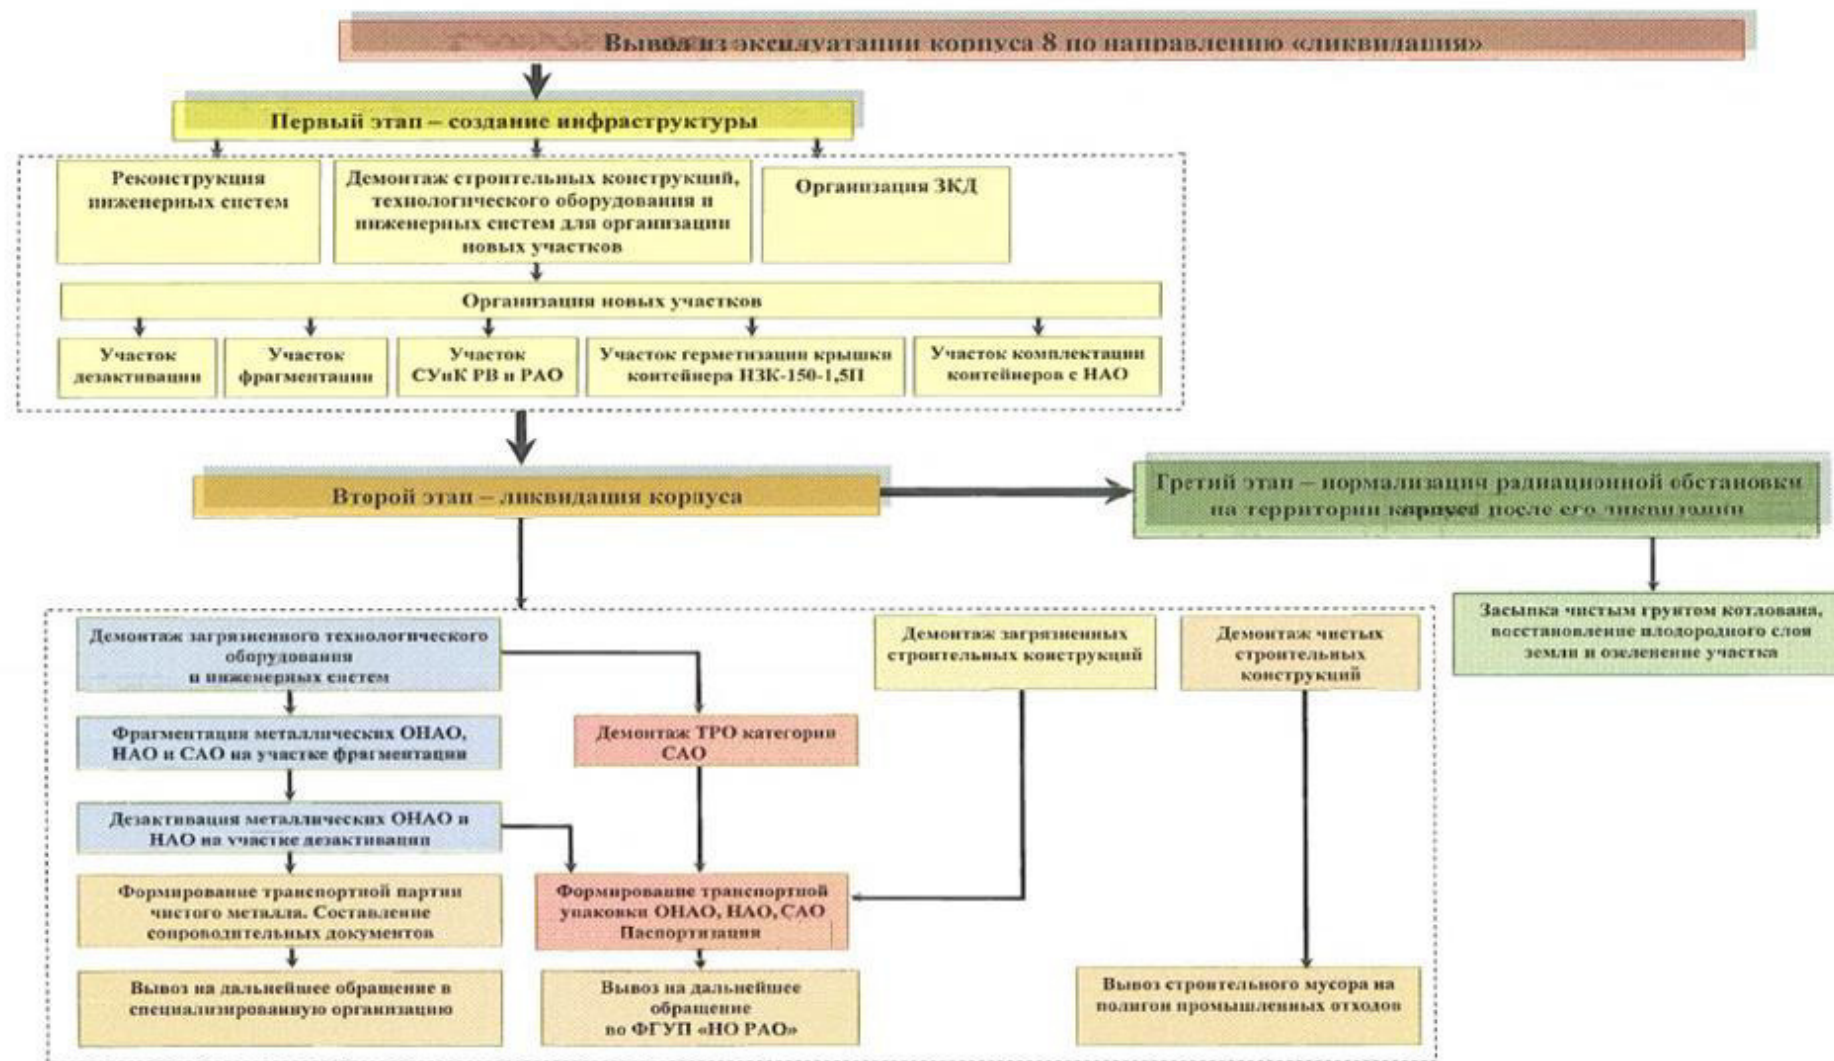 Вывод из эксплуатации корпуса 8 по направлению «ликвидация»
Первый этап – создание инфраструктуры
Реконструкция
инженерных систем
Демонтаж строительных конструкций,
технологического оборудования и
инженерных систем для организации
новых участков
Организация ЗКД
Организация новых участков
Участок
дезактивации
Участок
фрагментации
Участок
СУиК РВ и РАО
Участок герметизации крышки
контейнера НЗК-150-1,5П
Участок комплектации
контейнеров с НАО
Второй этап – ликвидация корпуса
Третий этап – нормализация радиационной обстановки
на территории корпуса после его ликвидации
Засыпка чистым грунтом котлована,
восстановление плодородного слоя
земли и озеленение участка
Демонтаж загрязненного технологического
оборудования
и инженерных систем
Демонтаж загрязненных
строительных конструкций
Демонтаж чистых
строительных
конструкций
Фрагментация металлических ОНАО,
НАО и САО на участке фрагментации
Демонтаж ТРО категории
САО
Дезактивация металлических ОНАО и
НАО на участке дезактивации
Формирование транспортной партии
чистого металла. Составление
сопроводительных документов
Формирование транспортной
упаковки ОНАО, НАО, САО
Паспортизация
Вывоз на дальнейшее обращение в
специализированную организацию
Вывоз на дальнейшее
обращение
во ФГУП «НО РАО»
Вывоз строительного мусора на
полигон промышленных отходов